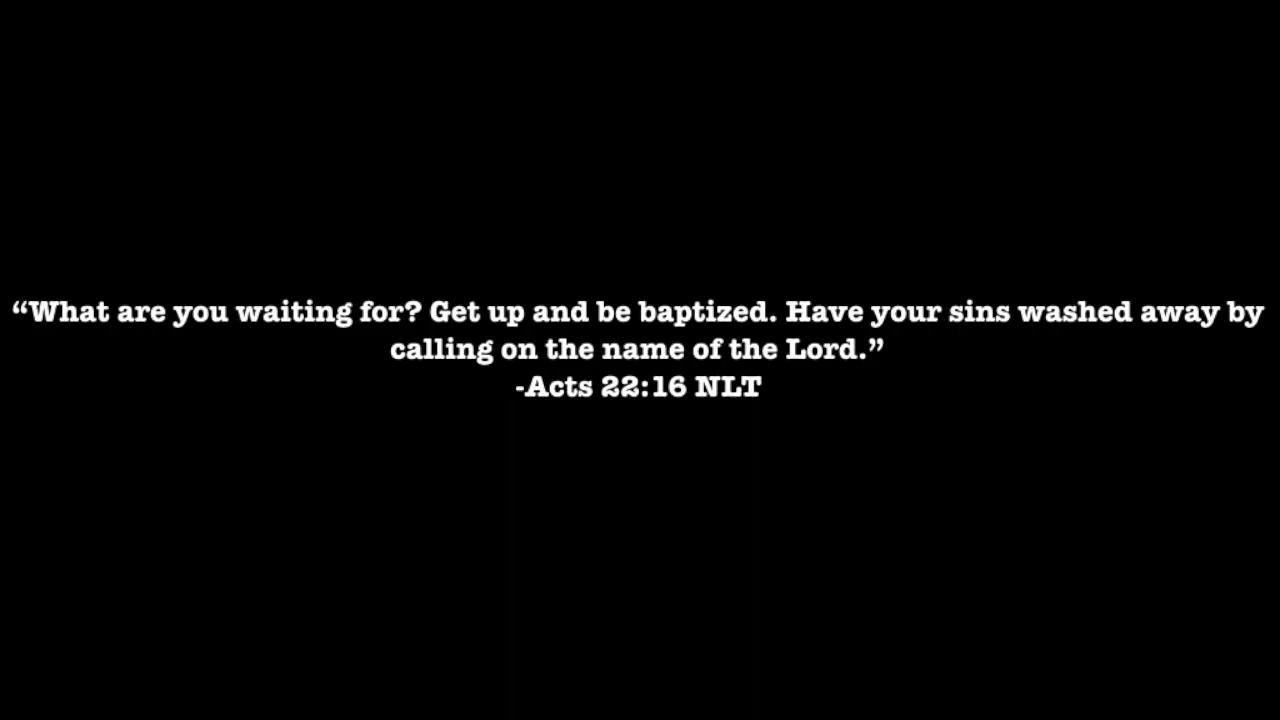 “What are you waiting for? Get up and be baptized. Have your sins washed away by
calling on the name of the Lord.”
-Acts 22:16 NLT